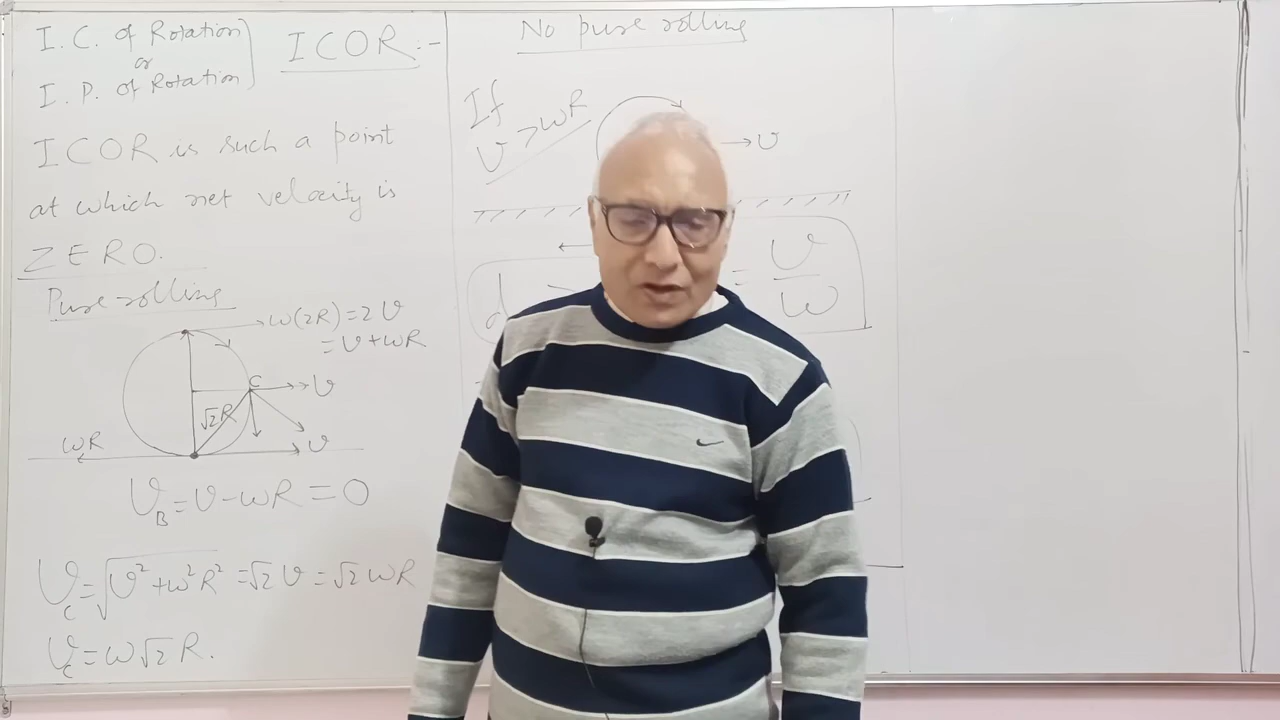 I. C. of Rotation
or
I. P. of Rotation
ICOR :-
ICOR is such a point
at which net velocity is
ZERO.
Pure rolling
ω(2R) = 2v
= v + ωR
C
v
√2R
ωR
v
v_B = v - ωR = 0
v_C = √v² + ω²R² = √2 v = √2 ωR
v_C = ω√2 R.
No pure rolling
If
v > ωR
v
d
= v/ω